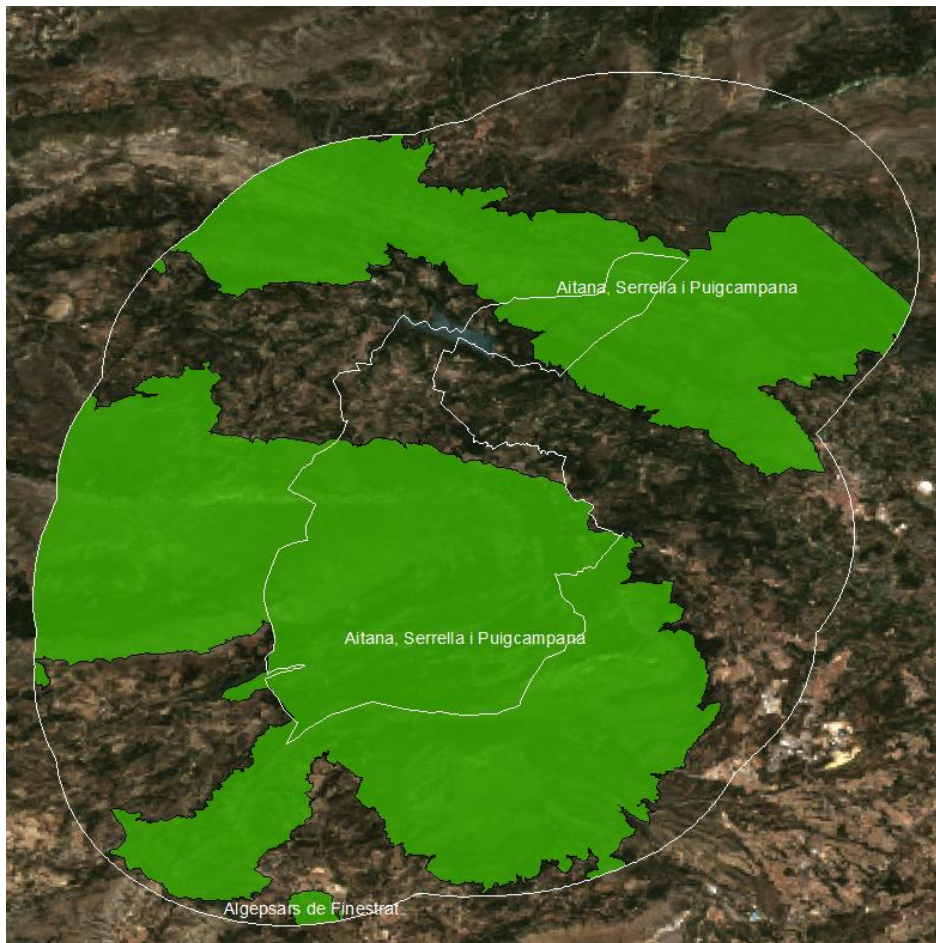 Aitana, Serrella i Puigcampana
Aitana, Serrella i Puigcampana
Algepsars de Finestrat